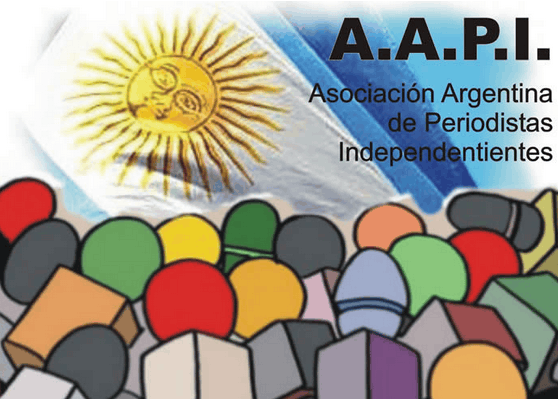 A.A.P.I.
Asociación Argentina
de Periodistas
Independentientes